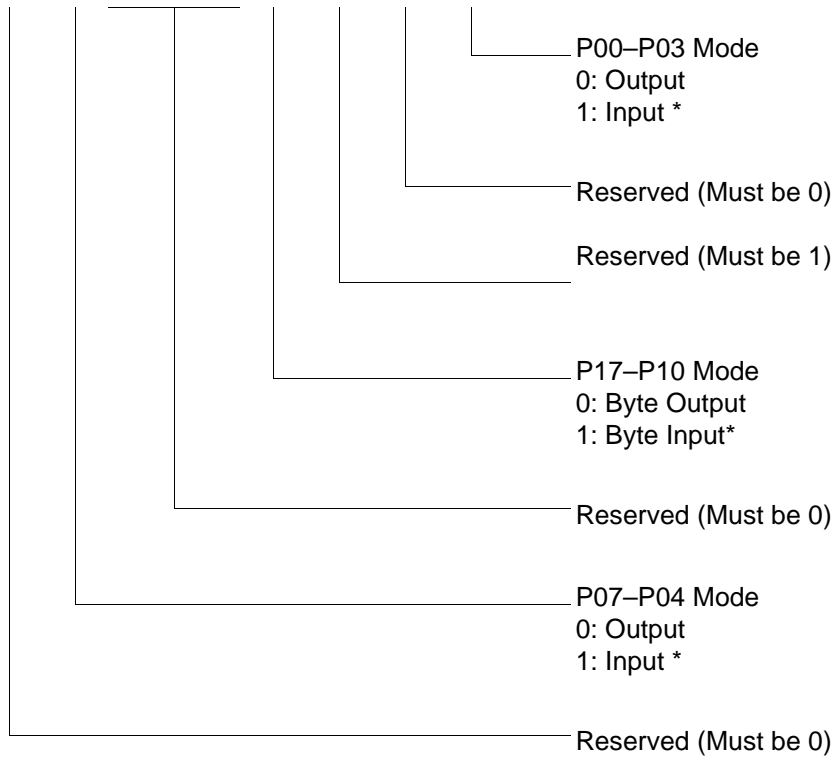 P00–P03 Mode
0: Output
1: Input *
Reserved (Must be 0)
Reserved (Must be 1)
P17–P10 Mode
0: Byte Output
1: Byte Input*
Reserved (Must be 0)
P07–P04 Mode
0: Output
1: Input *
Reserved (Must be 0)